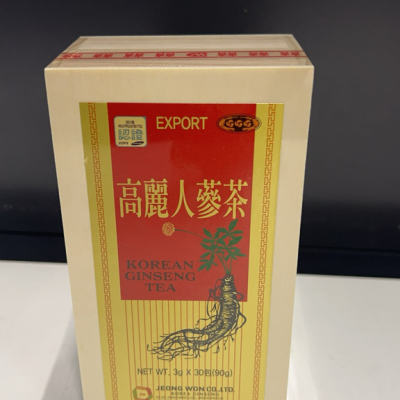 EXPORT
GGG
高麗人蔘茶
KOREAN
GINSENG
TEA
NET WT. 3g X 30包(90g)
JEONG WON CO.,LTD.